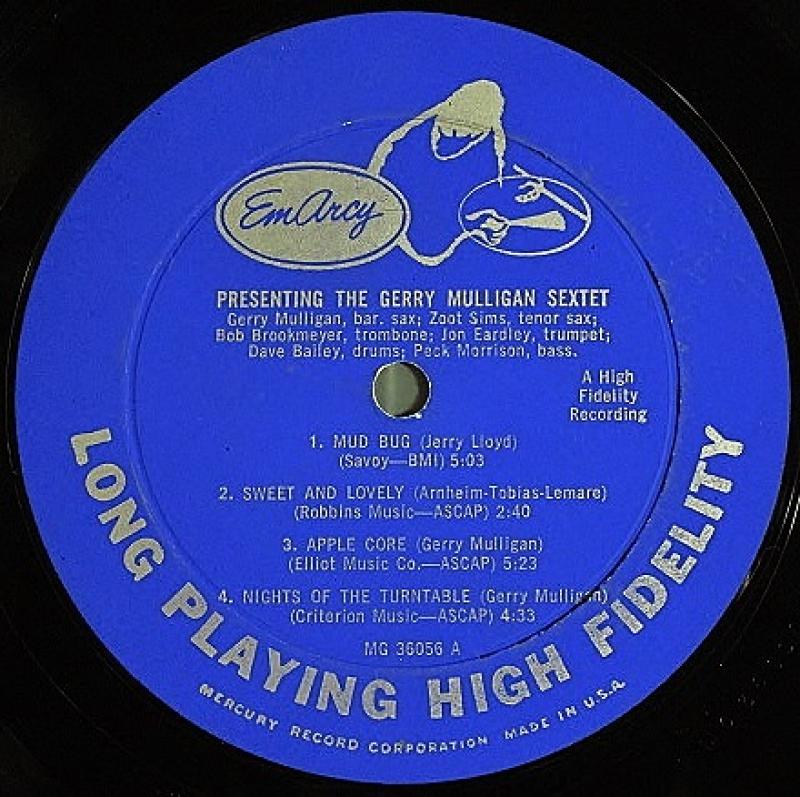 EmArcy
PRESENTING THE GERRY MULLIGAN SEXTET
Gerry Mulligan, bar. sax; Zoot Sims, tenor sax;
Bob Brookmeyer, trombone; Jon Eardley, trumpet;
Dave Bailey, drums; Peck Morrison, bass.
A High
Fidelity
Recording
1. MUD BUG (Jerry Lloyd)
(Savoy—BMI) 5:03
2. SWEET AND LOVELY (Arnheim-Tobias-Lemare)
(Robbins Music—ASCAP) 2:40
3. APPLE CORE (Gerry Mulligan)
(Elliot Music Co.—ASCAP) 5:23
4. NIGHTS OF THE TURNTABLE (Gerry Mulligan)
(Criterion Music—ASCAP) 4:33
MG 36056 A
LONG PLAYING HIGH FIDELITY
MERCURY RECORD CORPORATION MADE IN U.S.A.